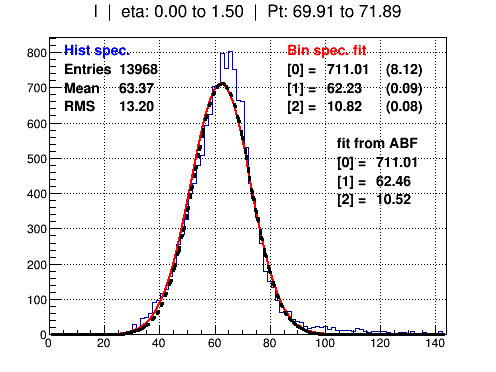 I | eta: 0.00 to 1.50 | Pt: 69.91 to 71.89
Hist spec.
Entries 13968
Mean 63.37
RMS 13.20
Bin spec. fit
[0] = 711.01 (8.12)
[1] = 62.23 (0.09)
[2] = 10.82 (0.08)
fit from ABF
[0] = 711.01
[1] = 62.46
[2] = 10.52
800
700
600
500
400
300
200
100
0
0 20 40 60 80 100 120 140